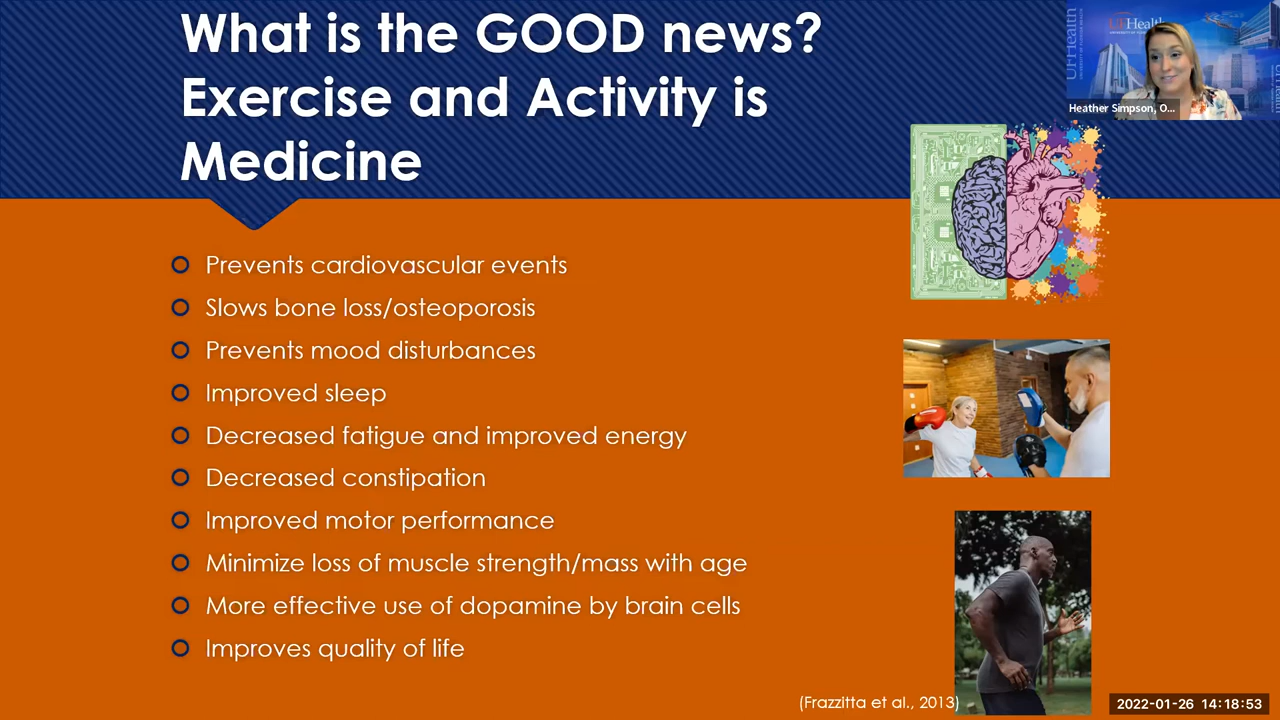 What is the GOOD news?
Exercise and Activity is
Medicine
Prevents cardiovascular events
Slows bone loss/osteoporosis
Prevents mood disturbances
Improved sleep
Decreased fatigue and improved energy
Decreased constipation
Improved motor performance
Minimize loss of muscle strength/mass with age
More effective use of dopamine by brain cells
Improves quality of life
(Frazzitta et al., 2013)
UFHealth
UFHealth
Heather Simpson, O...
2022-01-26 14:18:53